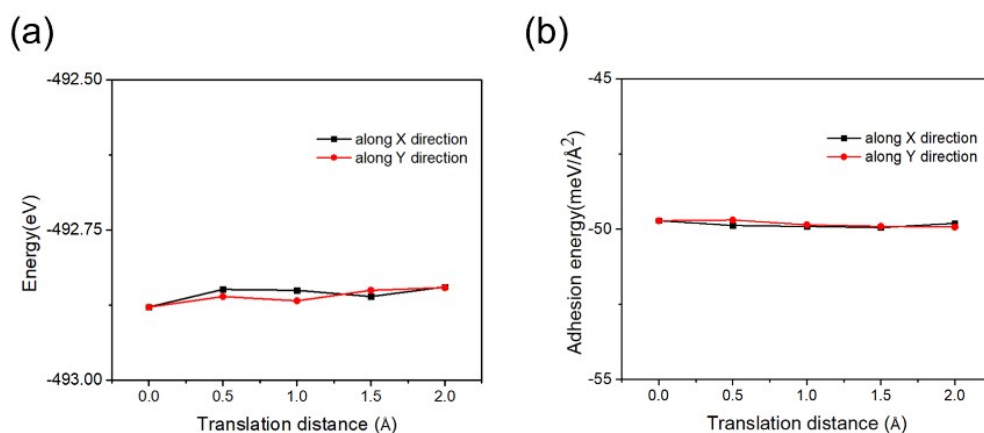 (a)
-492.50
-492.75
-493.00
Energy(eV)
along X direction
along Y direction
0.0 0.5 1.0 1.5 2.0
Translation distance (Å)
(b)
-45
-50
-55
Adhesion energy(meV/Å²)
along X direction
along Y direction
0.0 0.5 1.0 1.5 2.0
Translation distance (Å)